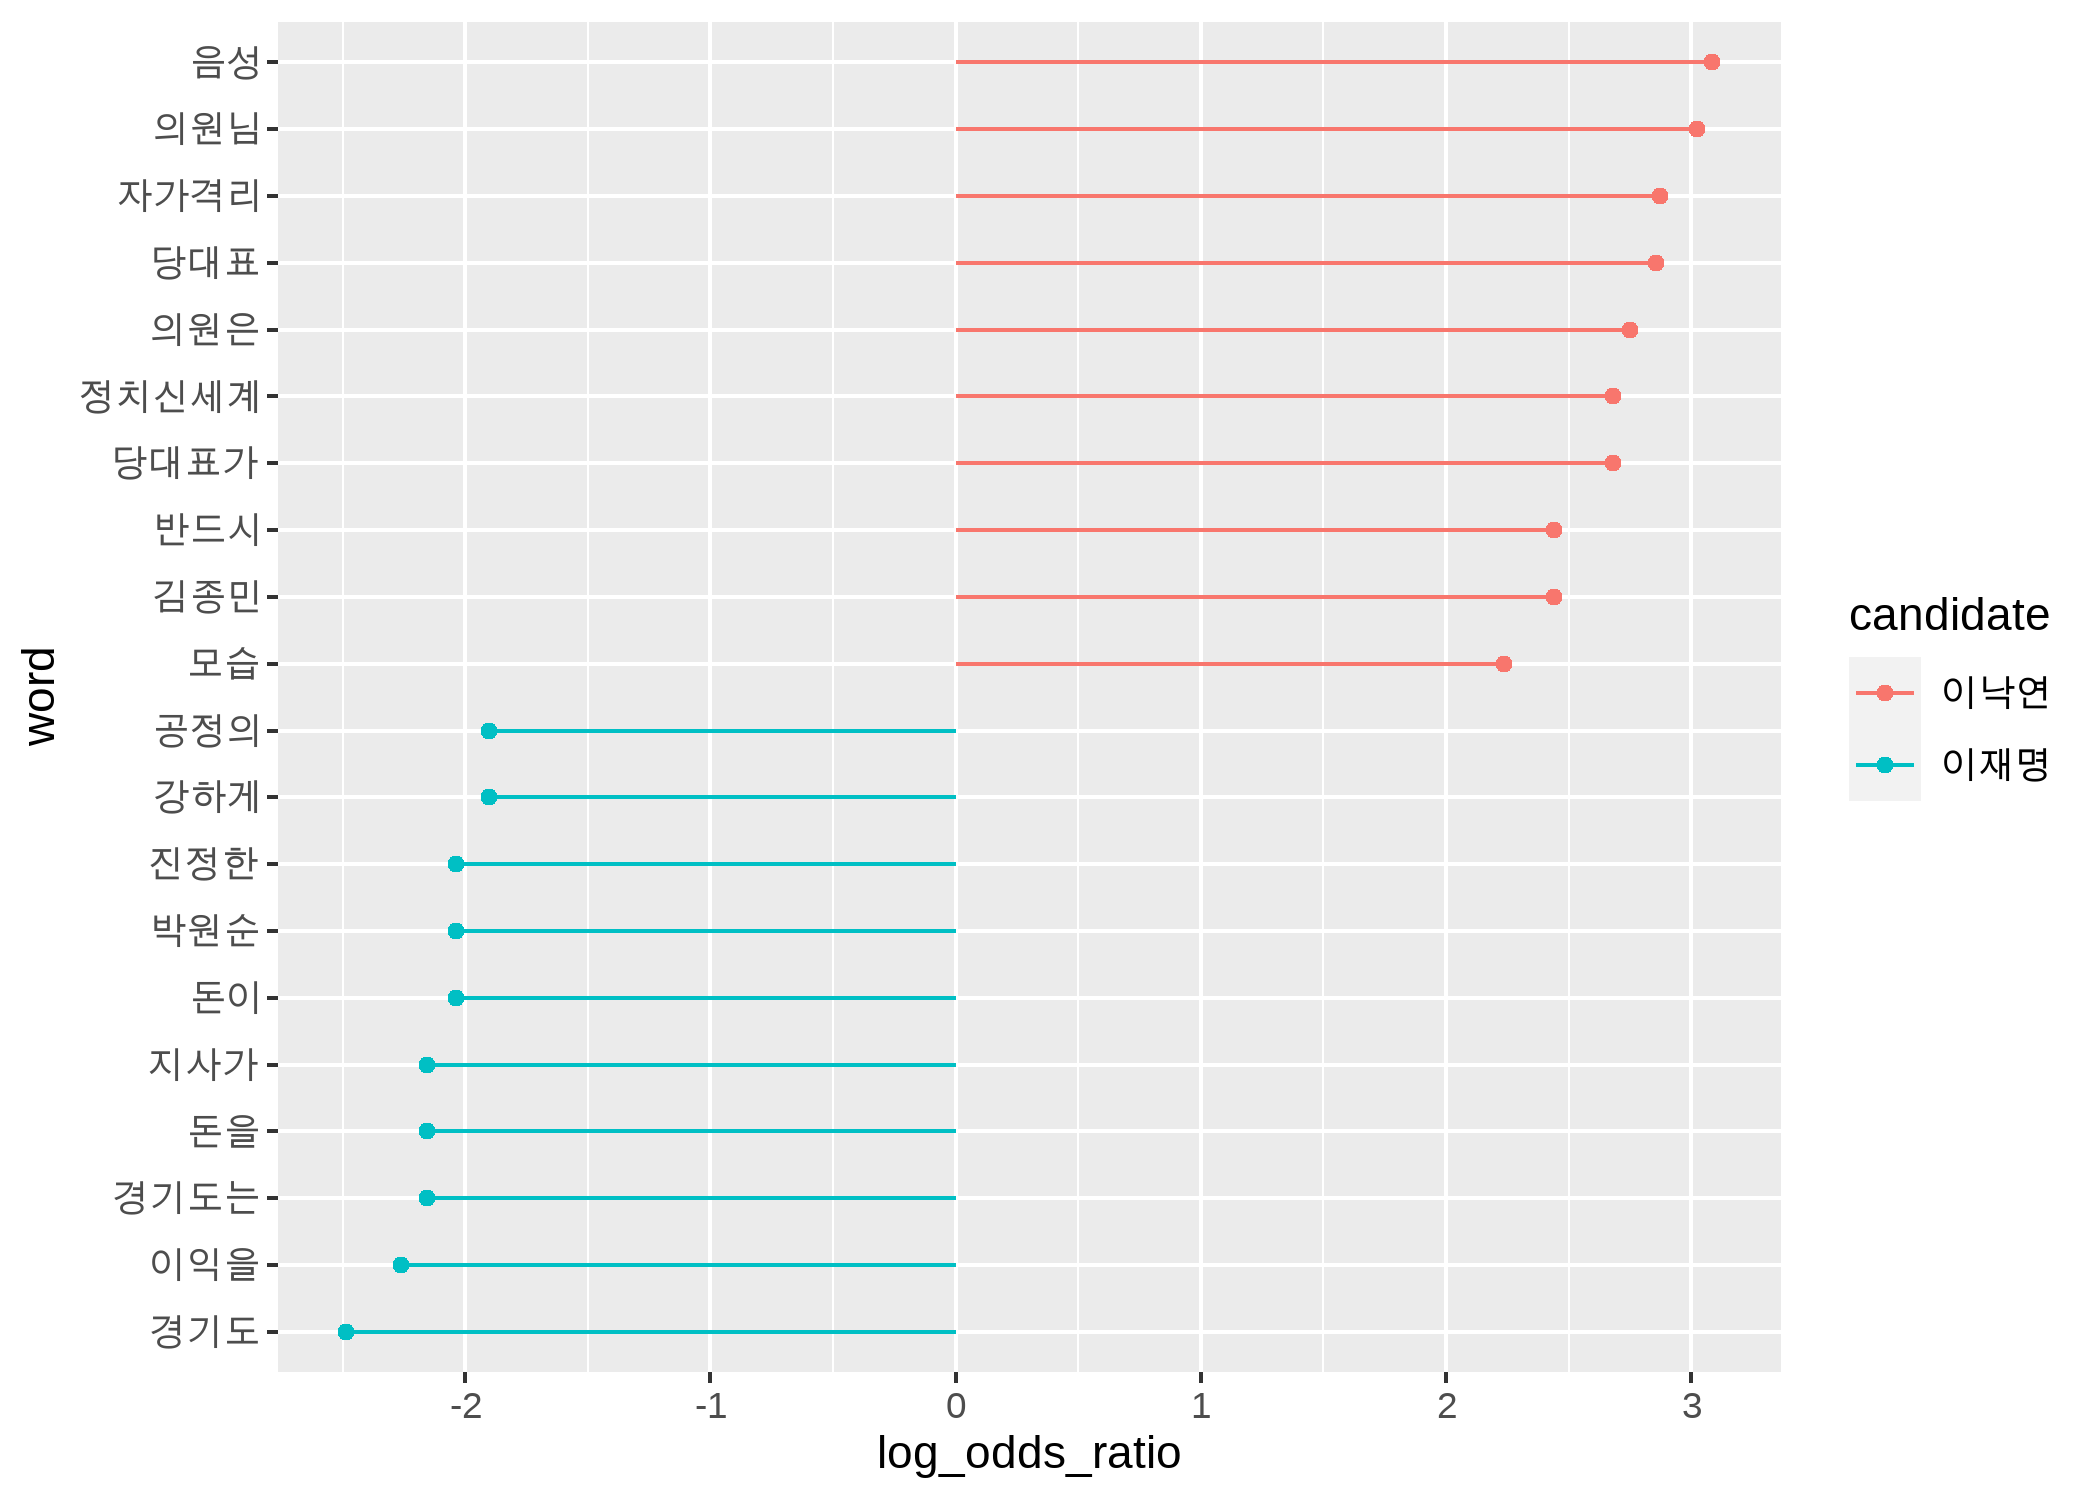 음성
의원님
자가격리
당대표
의원은
정치신세계
당대표가
반드시
김종민
모습
공정의
강하게
진정한
박원순
돈이
지사가
돈을
경기도는
이익을
경기도
word
-2 -1 0 1 2 3
log_odds_ratio
candidate
이낙연
이재명